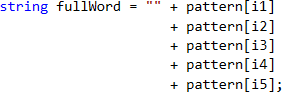 string fullWord = "" + pattern[i1]
+ pattern[i2]
+ pattern[i3]
+ pattern[i4]
+ pattern[i5];